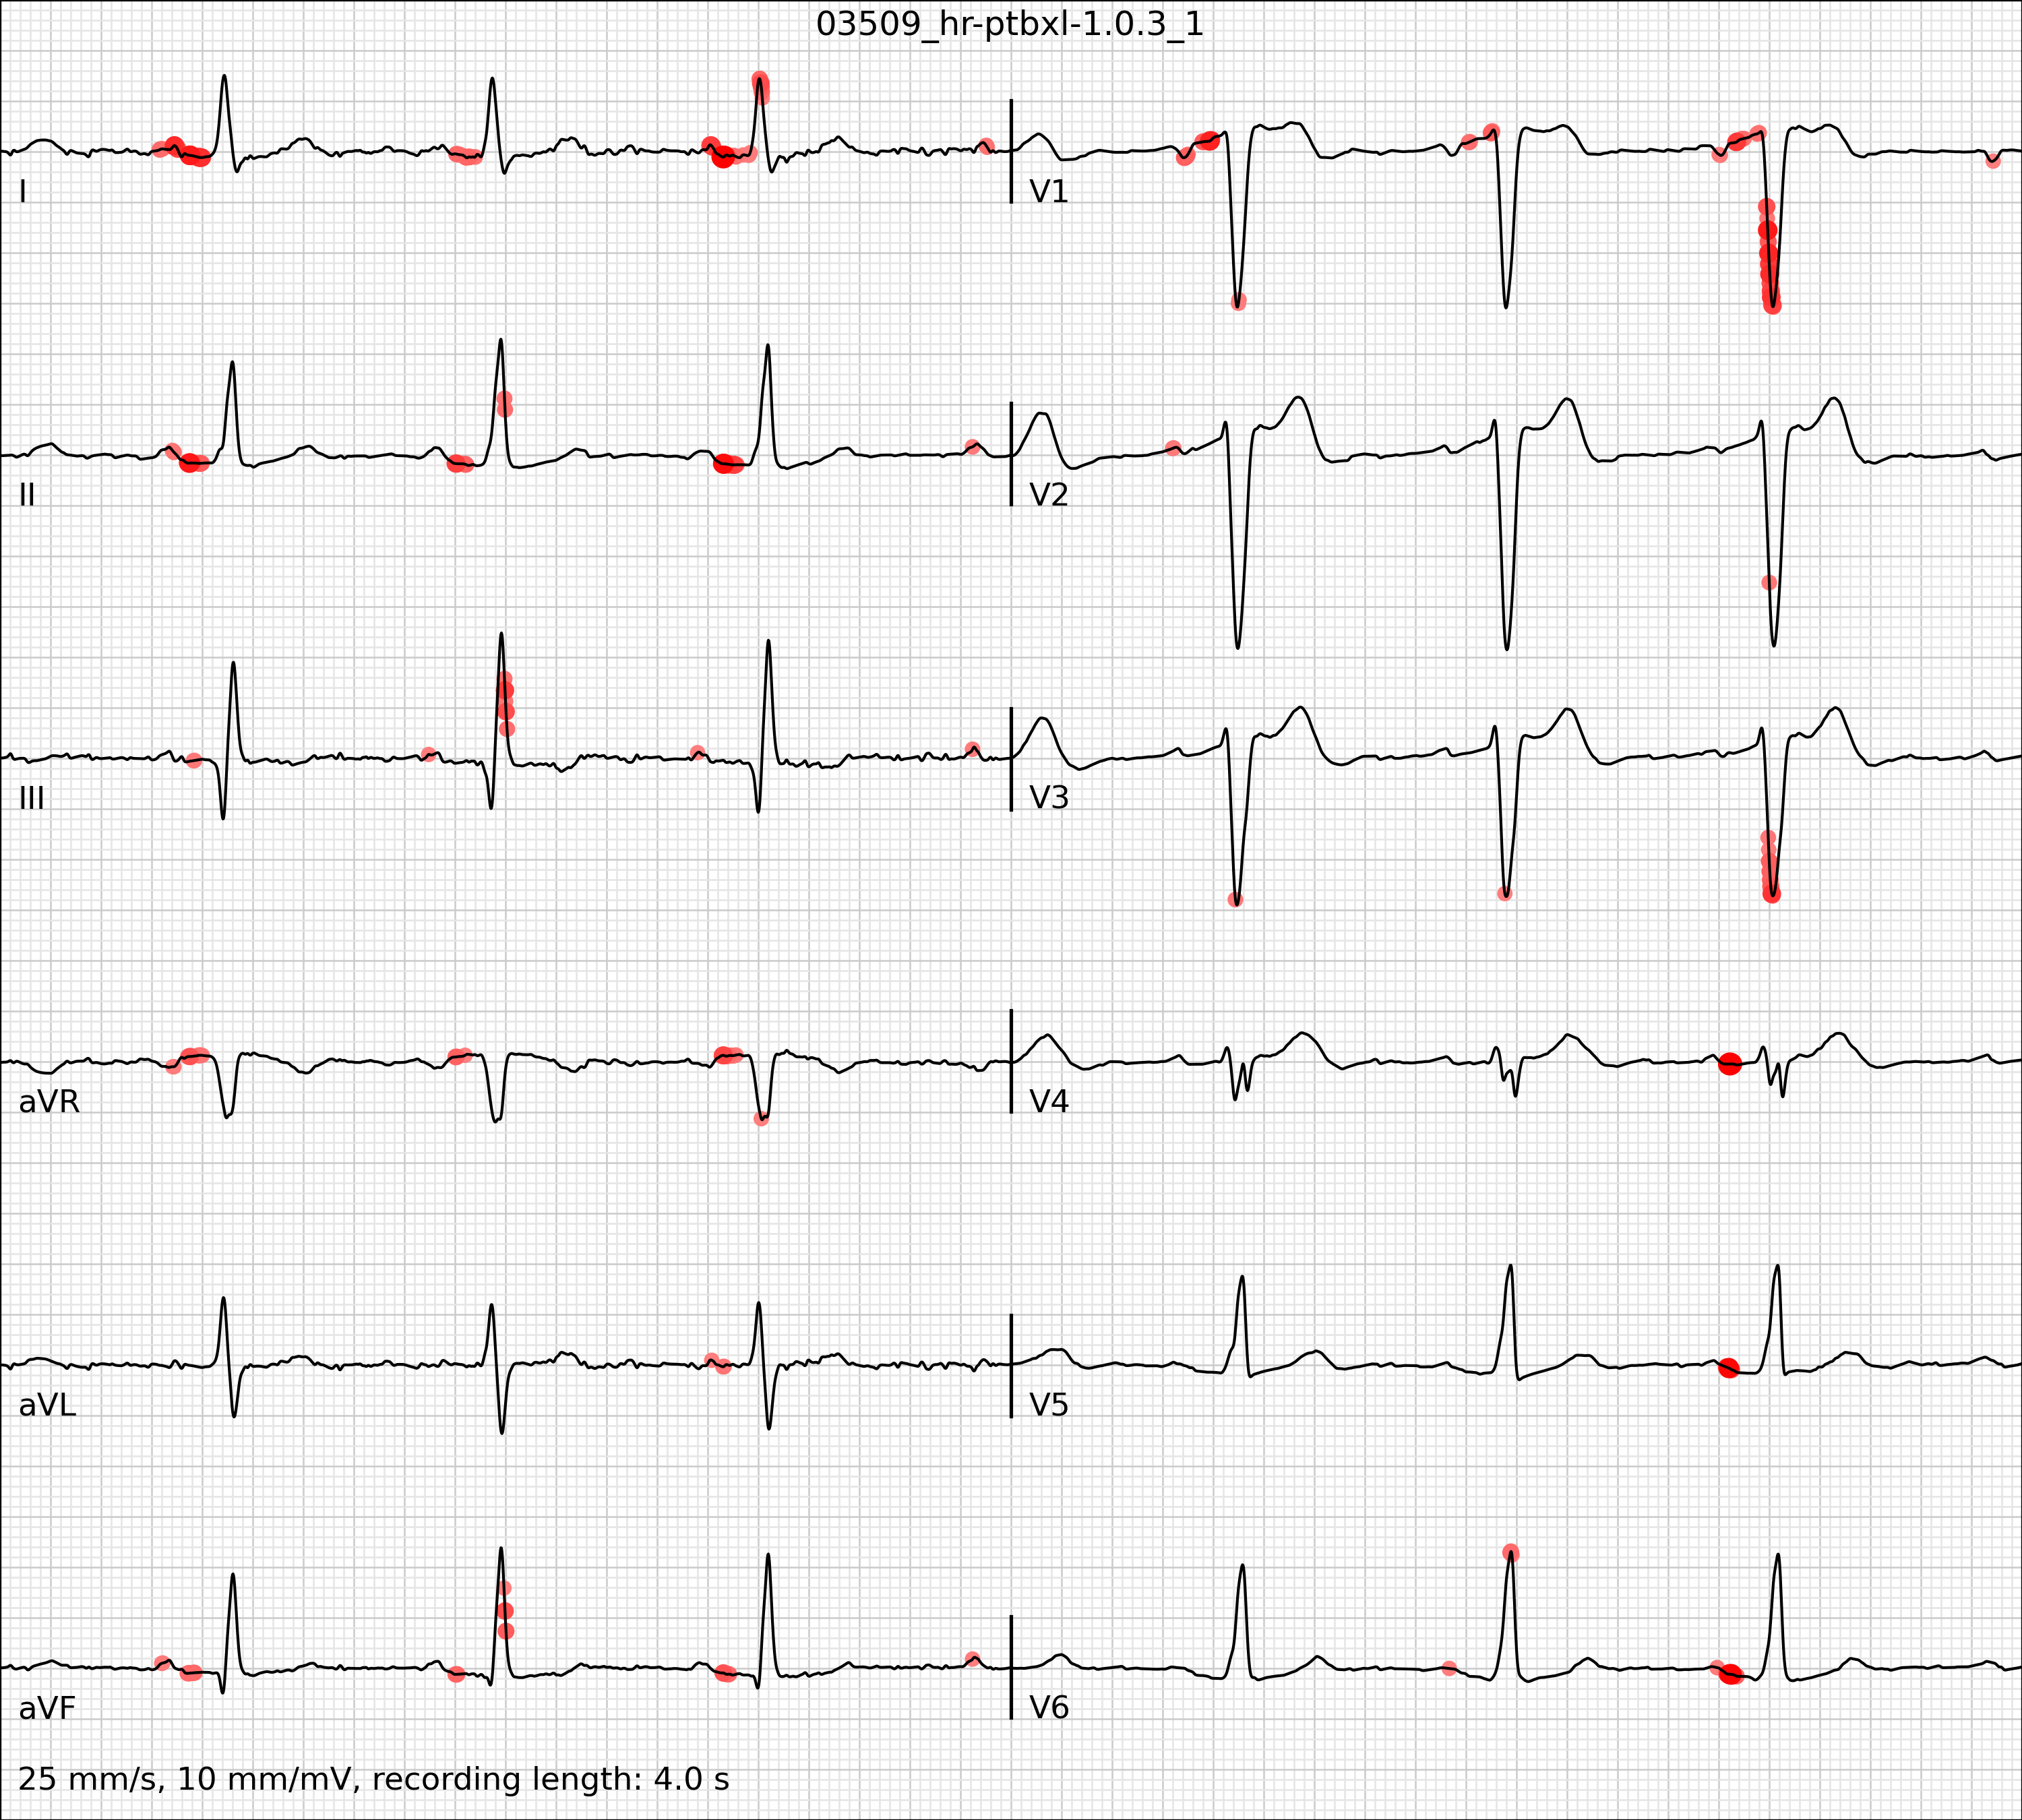 03509_hr-ptbxl-1.0.3_1
I
V1
II
V2
III
V3
aVR
V4
aVL
V5
aVF
V6
25 mm/s, 10 mm/mV, recording length: 4.0 s